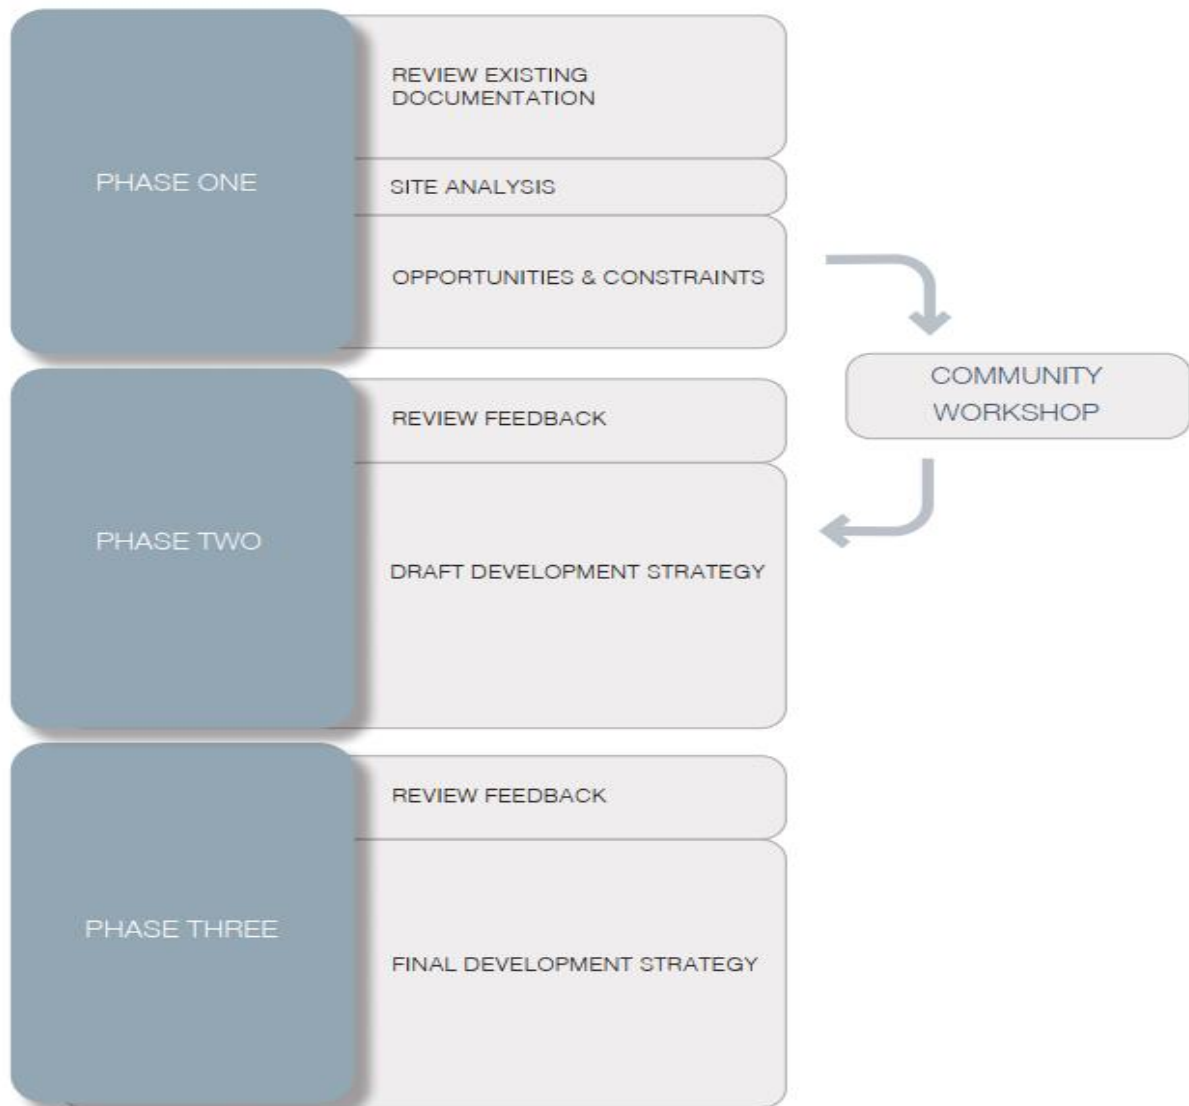 PHASE ONE
REVIEW EXISTING
DOCUMENTATION
SITE ANALYSIS
OPPORTUNITIES & CONSTRAINTS
COMMUNITY
WORKSHOP
PHASE TWO
REVIEW FEEDBACK
DRAFT DEVELOPMENT STRATEGY
PHASE THREE
REVIEW FEEDBACK
FINAL DEVELOPMENT STRATEGY